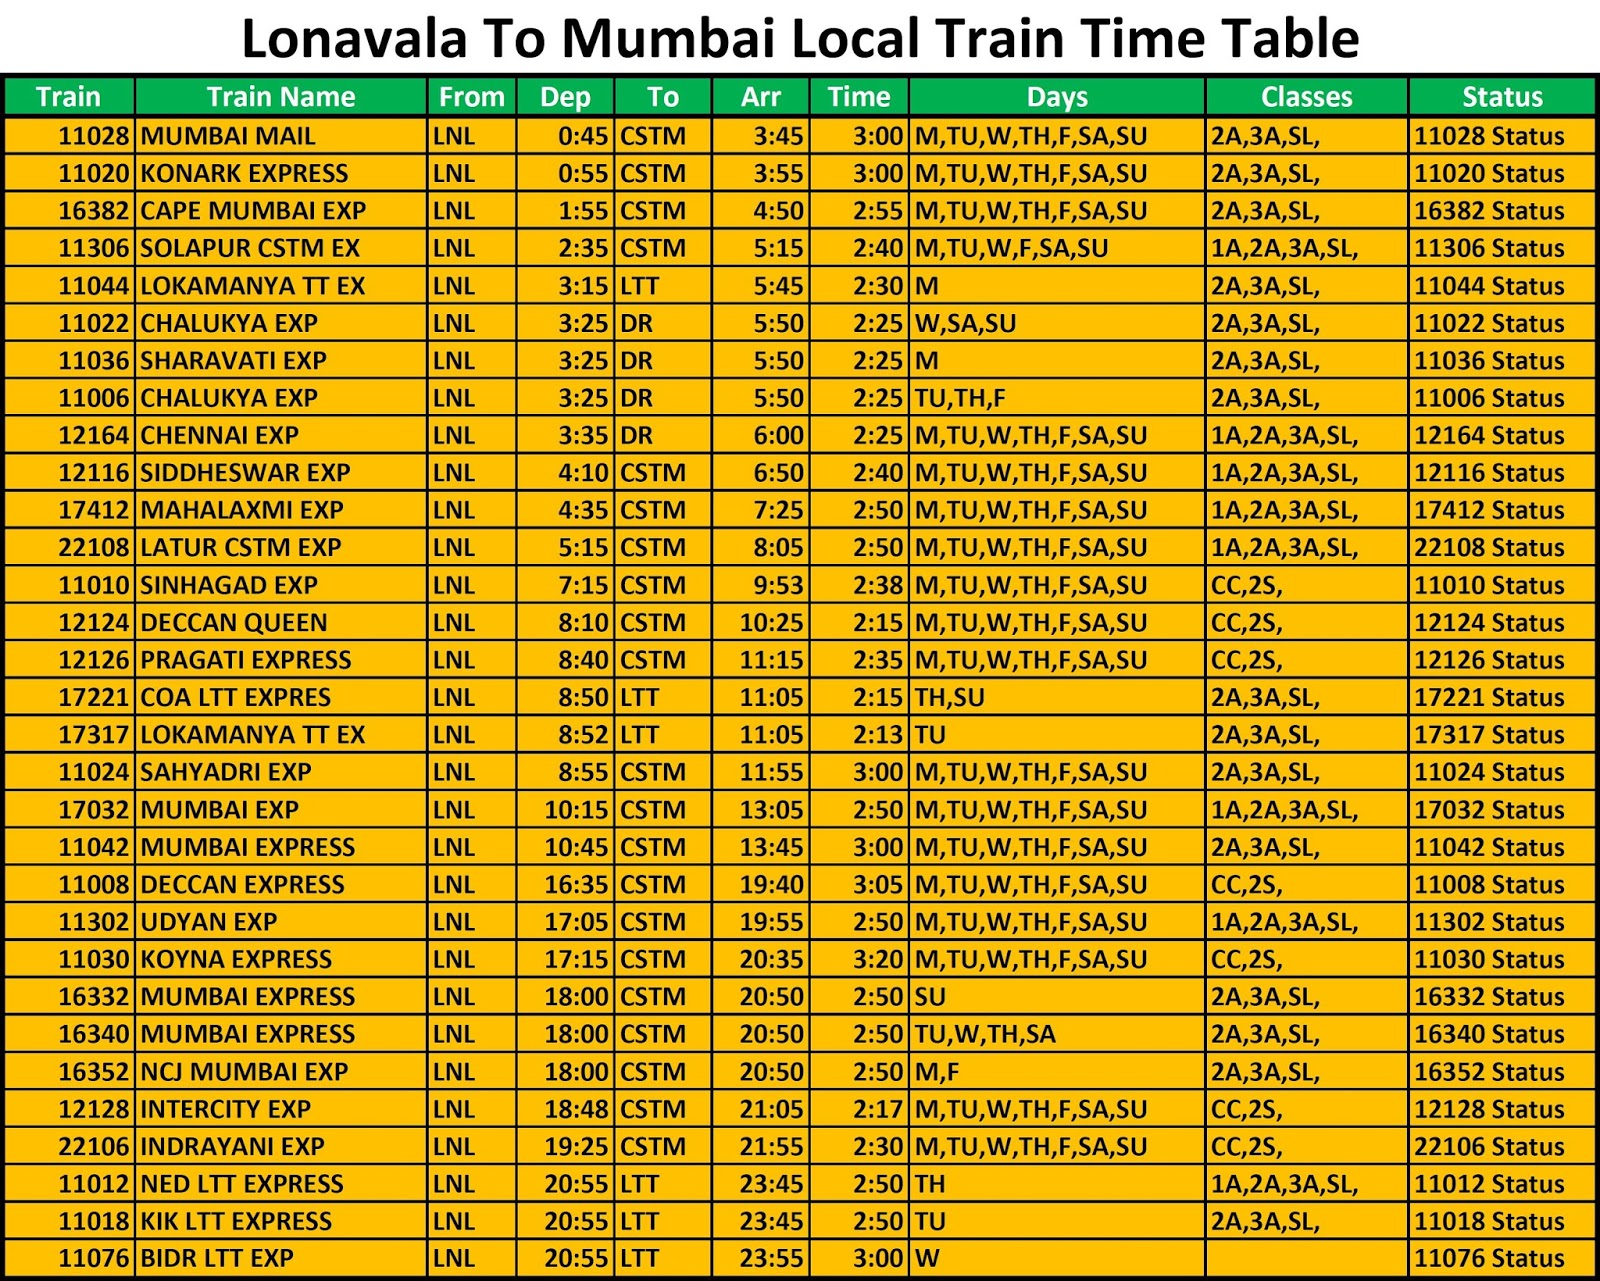 Lonavala To Mumbai Local Train Time Table
Train Train Name From Dep To Arr Time Days Classes Status
11028 MUMBAI MAIL LNL 0:45 CSTM 3:45 3:00 M,TU,W,TH,F,SA,SU 2A,3A,SL, 11028 Status
11020 KONARK EXPRESS LNL 0:55 CSTM 3:55 3:00 M,TU,W,TH,F,SA,SU 2A,3A,SL, 11020 Status
16382 CAPE MUMBAI EXP LNL 1:55 CSTM 4:50 2:55 M,TU,W,TH,F,SA,SU 2A,3A,SL, 16382 Status
11306 SOLAPUR CSTM EX LNL 2:35 CSTM 5:15 2:40 M,TU,W,F,SA,SU 1A,2A,3A,SL, 11306 Status
11044 LOKAMANYA TT EX LNL 3:15 LTT 5:45 2:30 M 2A,3A,SL, 11044 Status
11022 CHALUKYA EXP LNL 3:25 DR 5:50 2:25 W,SA,SU 2A,3A,SL, 11022 Status
11036 SHARAVATI EXP LNL 3:25 DR 5:50 2:25 M 2A,3A,SL, 11036 Status
11006 CHALUKYA EXP LNL 3:25 DR 5:50 2:25 TU,TH,F 2A,3A,SL, 11006 Status
12164 CHENNAI EXP LNL 3:35 DR 6:00 2:25 M,TU,W,TH,F,SA,SU 1A,2A,3A,SL, 12164 Status
12116 SIDDHESWAR EXP LNL 4:10 CSTM 6:50 2:40 M,TU,W,TH,F,SA,SU 1A,2A,3A,SL, 12116 Status
17412 MAHALAXMI EXP LNL 4:35 CSTM 7:25 2:50 M,TU,W,TH,F,SA,SU 1A,2A,3A,SL, 17412 Status
22108 LATUR CSTM EXP LNL 5:15 CSTM 8:05 2:50 M,TU,W,TH,F,SA,SU 1A,2A,3A,SL, 22108 Status
11010 SINHAGAD EXP LNL 7:15 CSTM 9:53 2:38 M,TU,W,TH,F,SA,SU CC,2S, 11010 Status
12124 DECCAN QUEEN LNL 8:10 CSTM 10:25 2:15 M,TU,W,TH,F,SA,SU CC,2S, 12124 Status
12126 PRAGATI EXPRESS LNL 8:40 CSTM 11:15 2:35 M,TU,W,TH,F,SA,SU CC,2S, 12126 Status
17221 COA LTT EXPRES LNL 8:50 LTT 11:05 2:15 TH,SU 2A,3A,SL, 17221 Status
17317 LOKAMANYA TT EX LNL 8:52 LTT 11:05 2:13 TU 2A,3A,SL, 17317 Status
11024 SAHYADRI EXP LNL 8:55 CSTM 11:55 3:00 M,TU,W,TH,F,SA,SU 2A,3A,SL, 11024 Status
17032 MUMBAI EXP LNL 10:15 CSTM 13:05 2:50 M,TU,W,TH,F,SA,SU 1A,2A,3A,SL, 17032 Status
11042 MUMBAI EXPRESS LNL 10:45 CSTM 13:45 3:00 M,TU,W,TH,F,SA,SU 2A,3A,SL, 11042 Status
11008 DECCAN EXPRESS LNL 16:35 CSTM 19:40 3:05 M,TU,W,TH,F,SA,SU CC,2S, 11008 Status
11302 UDYAN EXP LNL 17:05 CSTM 19:55 2:50 M,TU,W,TH,F,SA,SU 1A,2A,3A,SL, 11302 Status
11030 KOYNA EXPRESS LNL 17:15 CSTM 20:35 3:20 M,TU,W,TH,F,SA,SU CC,2S, 11030 Status
16332 MUMBAI EXPRESS LNL 18:00 CSTM 20:50 2:50 SU 2A,3A,SL, 16332 Status
16340 MUMBAI EXPRESS LNL 18:00 CSTM 20:50 2:50 TU,W,TH,SA 2A,3A,SL, 16340 Status
16352 NCJ MUMBAI EXP LNL 18:00 CSTM 20:50 2:50 M,F 2A,3A,SL, 16352 Status
12128 INTERCITY EXP LNL 18:48 CSTM 21:05 2:17 M,TU,W,TH,F,SA,SU CC,2S, 12128 Status
22106 INDRAYANI EXP LNL 19:25 CSTM 21:55 2:30 M,TU,W,TH,F,SA,SU CC,2S, 22106 Status
11012 NED LTT EXPRESS LNL 20:55 LTT 23:45 2:50 TH 1A,2A,3A,SL, 11012 Status
11018 KIK LTT EXPRESS LNL 20:55 LTT 23:45 2:50 TU 2A,3A,SL, 11018 Status
11076 BIDR LTT EXP LNL 20:55 LTT 23:55 3:00 W 11076 Status